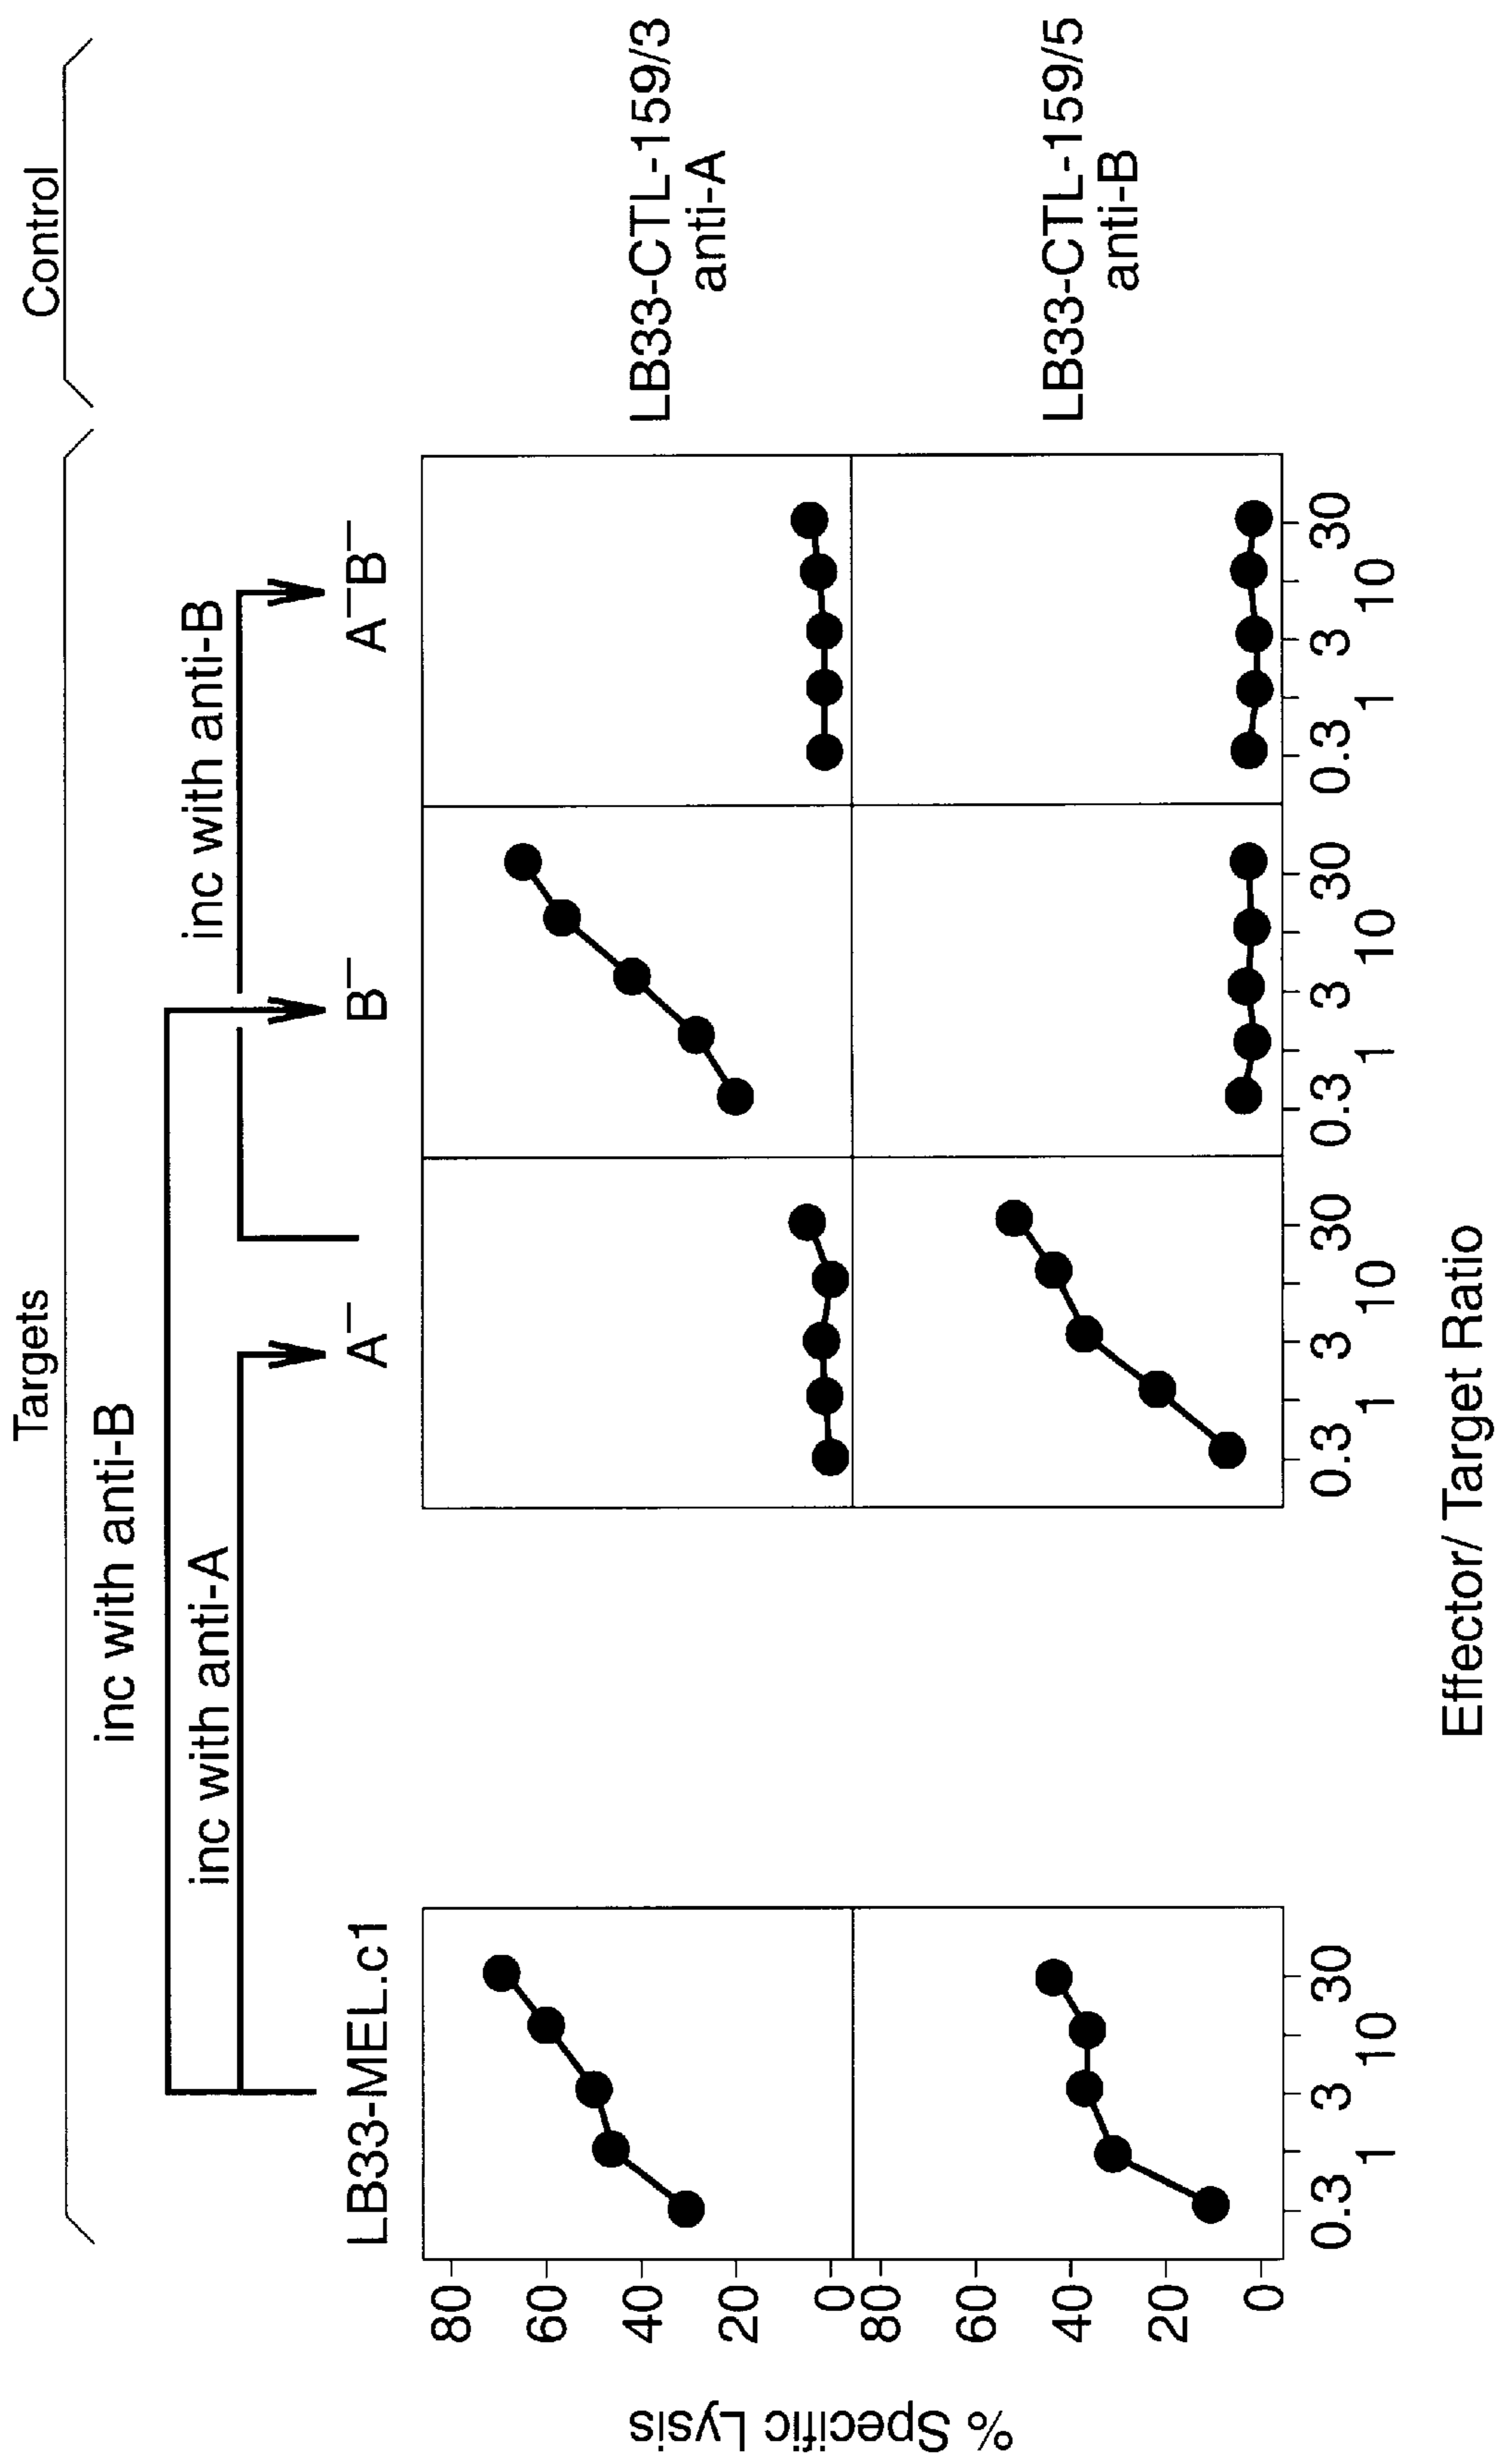 Targets
Control
inc with anti-B
inc with anti-A
inc with anti-B
LB33-MEL.c1
A⁻
B⁻
A⁻B⁻
80
60
40
20
0
LB33-CTL-159/3
anti-A
80
60
40
20
0
LB33-CTL-159/5
anti-B
% Specific Lysis
0.3 1 3 10 30
0.3 1 3 10 30
0.3 1 3 10 30
0.3 1 3 10 30
Effector/ Target Ratio